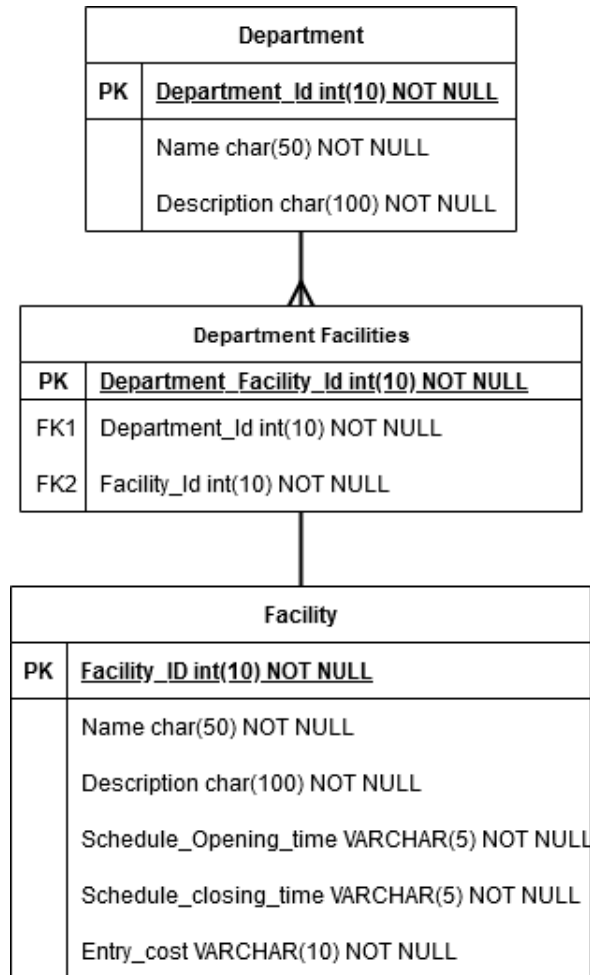 Department
PK Department_Id int(10) NOT NULL
Name char(50) NOT NULL
Description char(100) NOT NULL
Department Facilities
PK Department_Facility_Id int(10) NOT NULL
FK1 Department_Id int(10) NOT NULL
FK2 Facility_Id int(10) NOT NULL
Facility
PK Facility_ID int(10) NOT NULL
Name char(50) NOT NULL
Description char(100) NOT NULL
Schedule_Opening_time VARCHAR(5) NOT NULL
Schedule_closing_time VARCHAR(5) NOT NULL
Entry_cost VARCHAR(10) NOT NULL